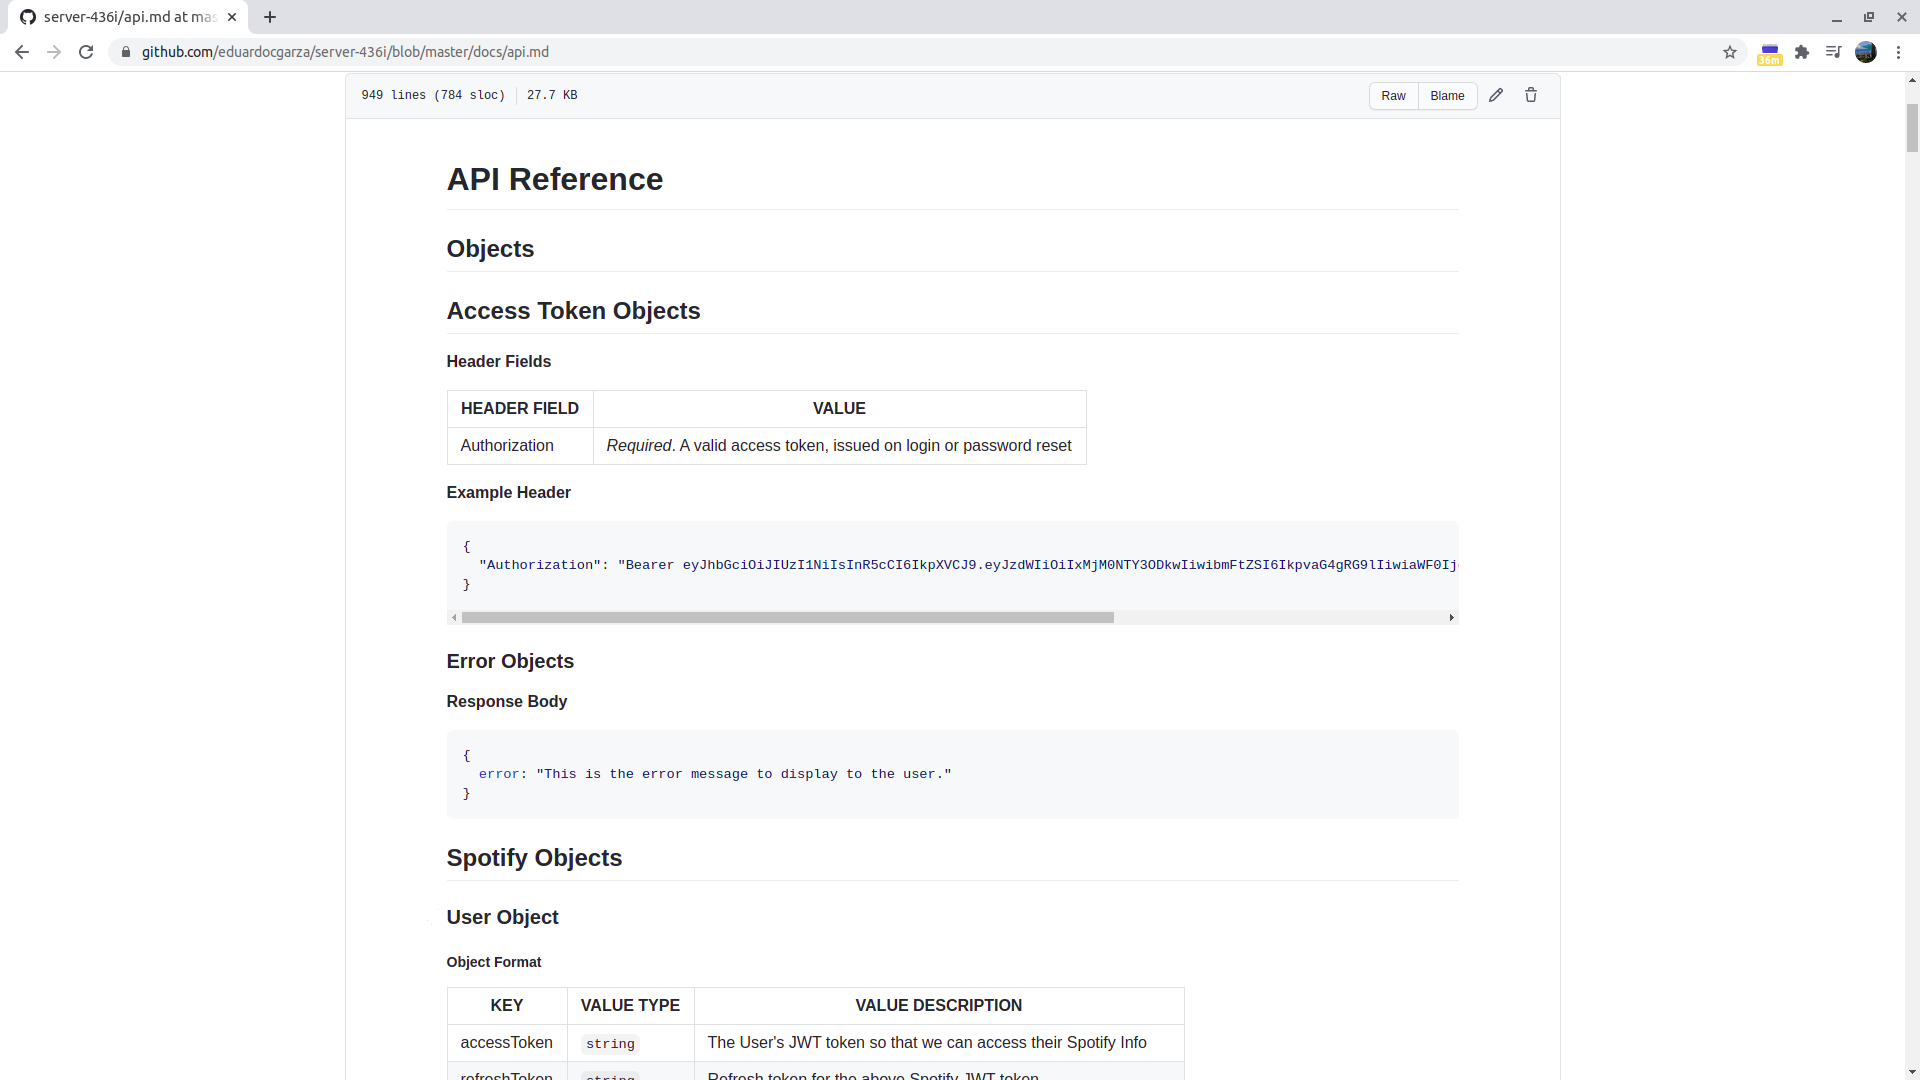 server-436i/api.md at mas
github.com/eduardocgarza/server-436i/blob/master/docs/api.md
36m
949 lines (784 sloc) 27.7 KB
Raw Blame
API Reference
Objects
Access Token Objects
Header Fields
HEADER FIELD VALUE
Authorization Required. A valid access token, issued on login or password reset
Example Header
{
"Authorization": "Bearer eyJhbGciOiJIUzI1NiIsInR5cCI6IkpXVCJ9.eyJzdWIiOiIxMjM0NTY3ODkwIiwibmFtZSI6IkpvaG4gRG9lIiwiaWF0Ij
}
Error Objects
Response Body
{
error: "This is the error message to display to the user."
}
Spotify Objects
User Object
Object Format
KEY VALUE TYPE VALUE DESCRIPTION
accessToken string The User's JWT token so that we can access their Spotify Info
refreshToken string Refresh token for the above Spotify JWT token